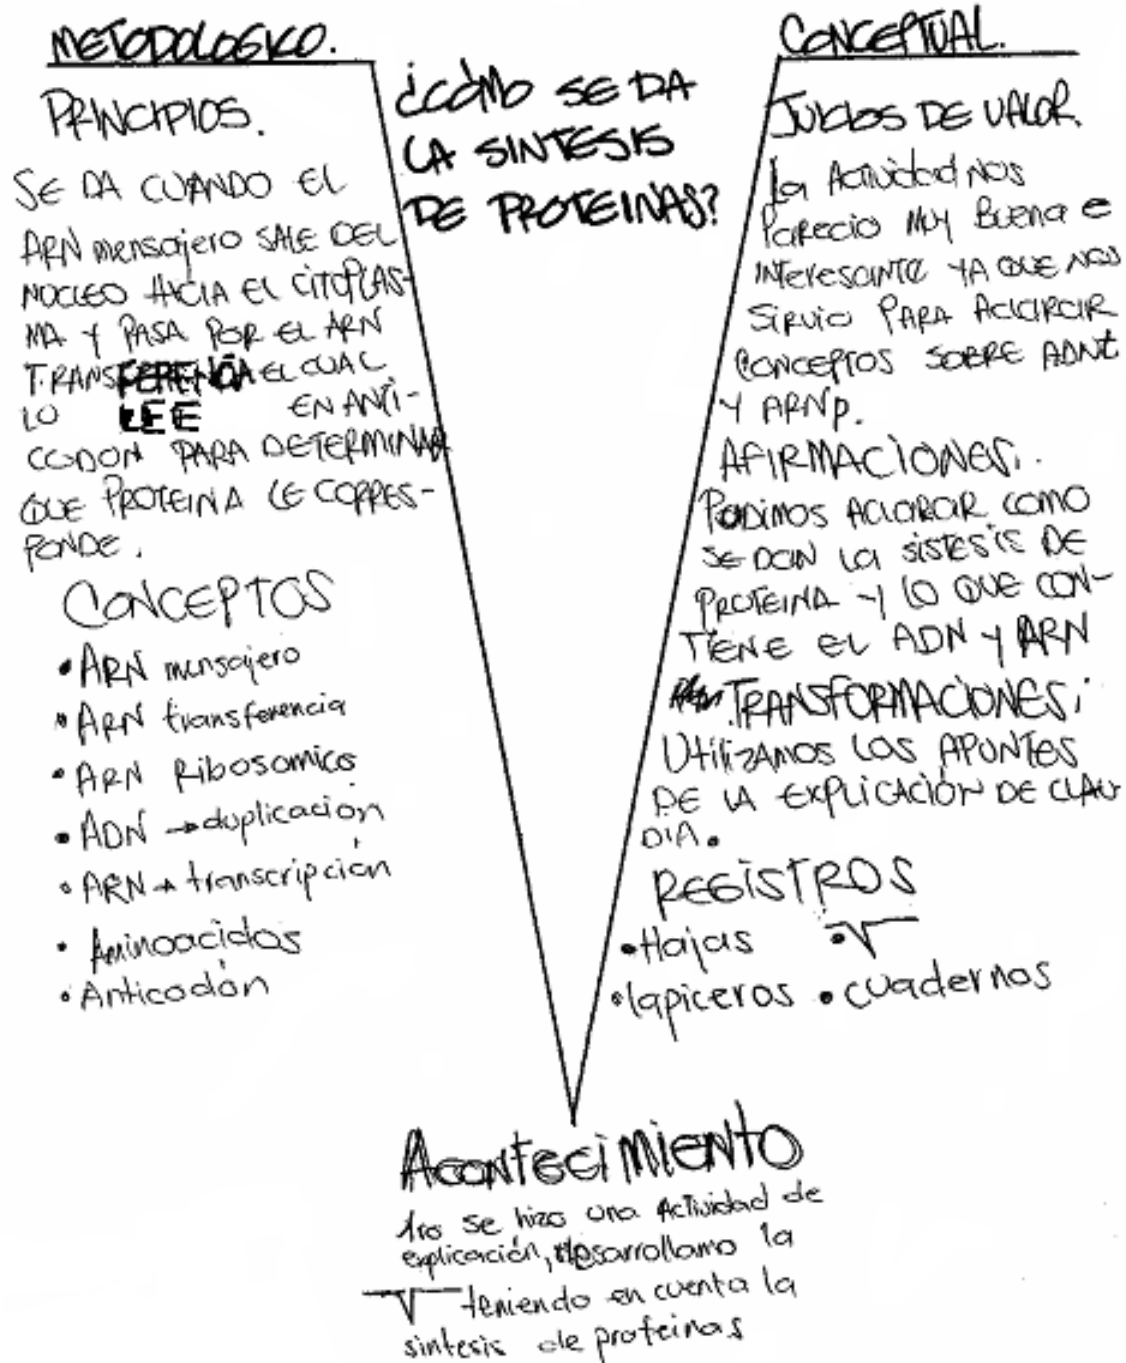 METODOLOGICO.
PRINCIPIOS.
SE DA CUANDO EL
ARN mensajero SALE DEL
NUCLEO HACIA EL CITOPLAS-
MA Y PASA POR EL ARN
TRANSFERENCIA EL CUAL
LO LEE EN ANTI-
CODON PARA DETERMINAR
QUE PROTEINA LE CORRES-
PONDE.
CONCEPTOS
• ARN mensajero
• ARN transferencia
• ARN Ribosomico
• ADN → duplicación
• ARN → transcripción
• Aminoacidos
• Anticodón
¿CÓMO SE DA
LA SINTESIS
DE PROTEINAS?
CONCEPTUAL.
JUICIOS DE VALOR.
La Actividad NOS
Parecio MUY Buena e
INTeresante YA QUE NOS
SIRVIO PARA ACLARAR
CONCEPTOS SOBRE ADNt
Y ARNp.
AFIRMACIONES.
Pudimos ACLARAR COMO
SE DAN LA SISTESIS DE
PROTEINA Y LO QUE CON-
TIENE EL ADN Y ARN
TRANSFORMACIONES;
UTILIZAMOS LOS APUNTES
DE LA EXPLICACIÓN DE CLAU
DIA.
REGISTROS
• Hojas • V
• lapiceros • cuadernos
Acontecimiento
1ro se hizo una Actividad de
explicación, desarrollamo la
V teniendo en cuenta la
sintesis de proteinas